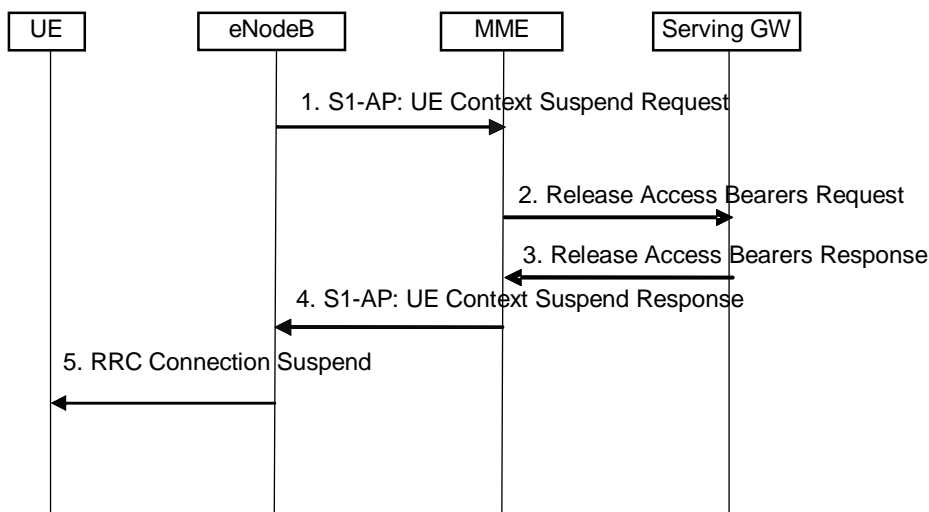 UE
eNodeB
MME
Serving GW
1. S1-AP: UE Context Suspend Request
2. Release Access Bearers Request
3. Release Access Bearers Response
4. S1-AP: UE Context Suspend Response
5. RRC Connection Suspend